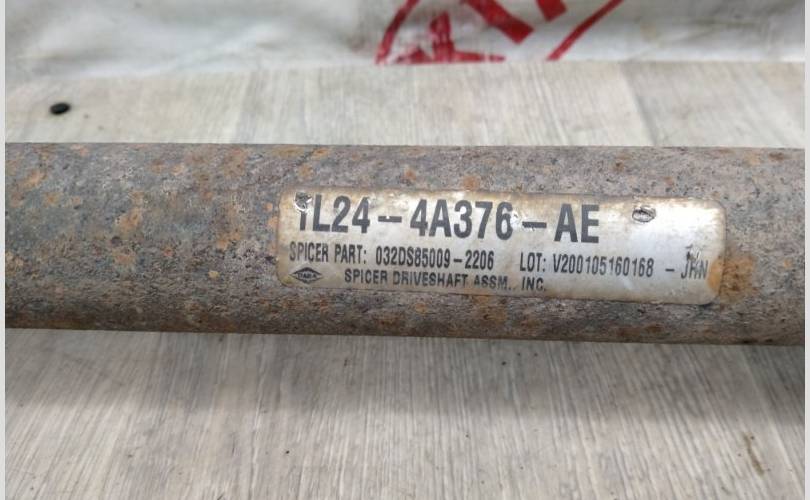 1L24-4A376-AE
SPICER PART: 032DS85009-2206 LOT: V200105160168 - JHN
SPICER DRIVESHAFT ASSM., INC.